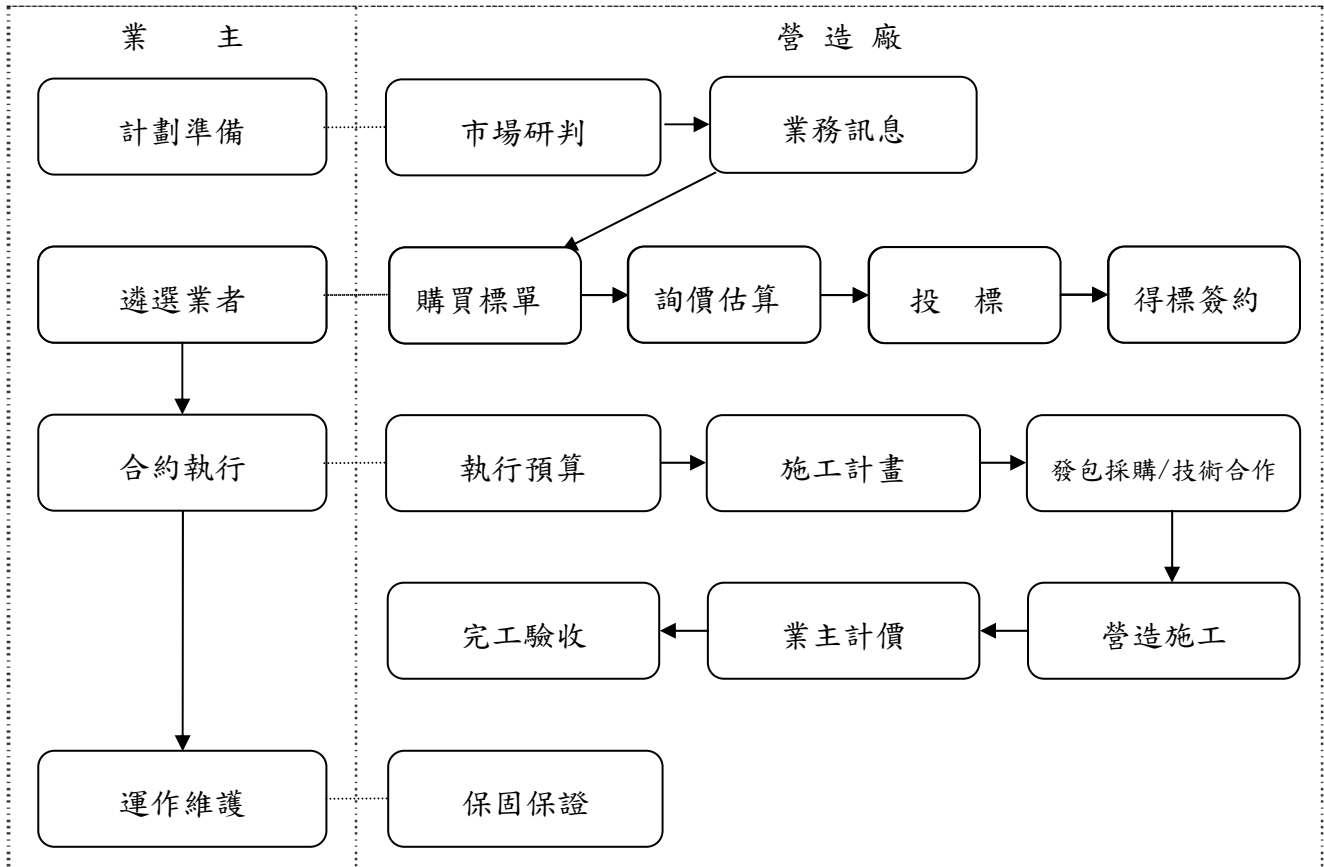 業 主 營造廠
計劃準備 市場研判 業務訊息
遴選業者 購買標單 詢價估算 投 標 得標簽約
合約執行 執行預算 施工計畫 發包採購/技術合作
完工驗收 業主計價 營造施工
運作維護 保固保證